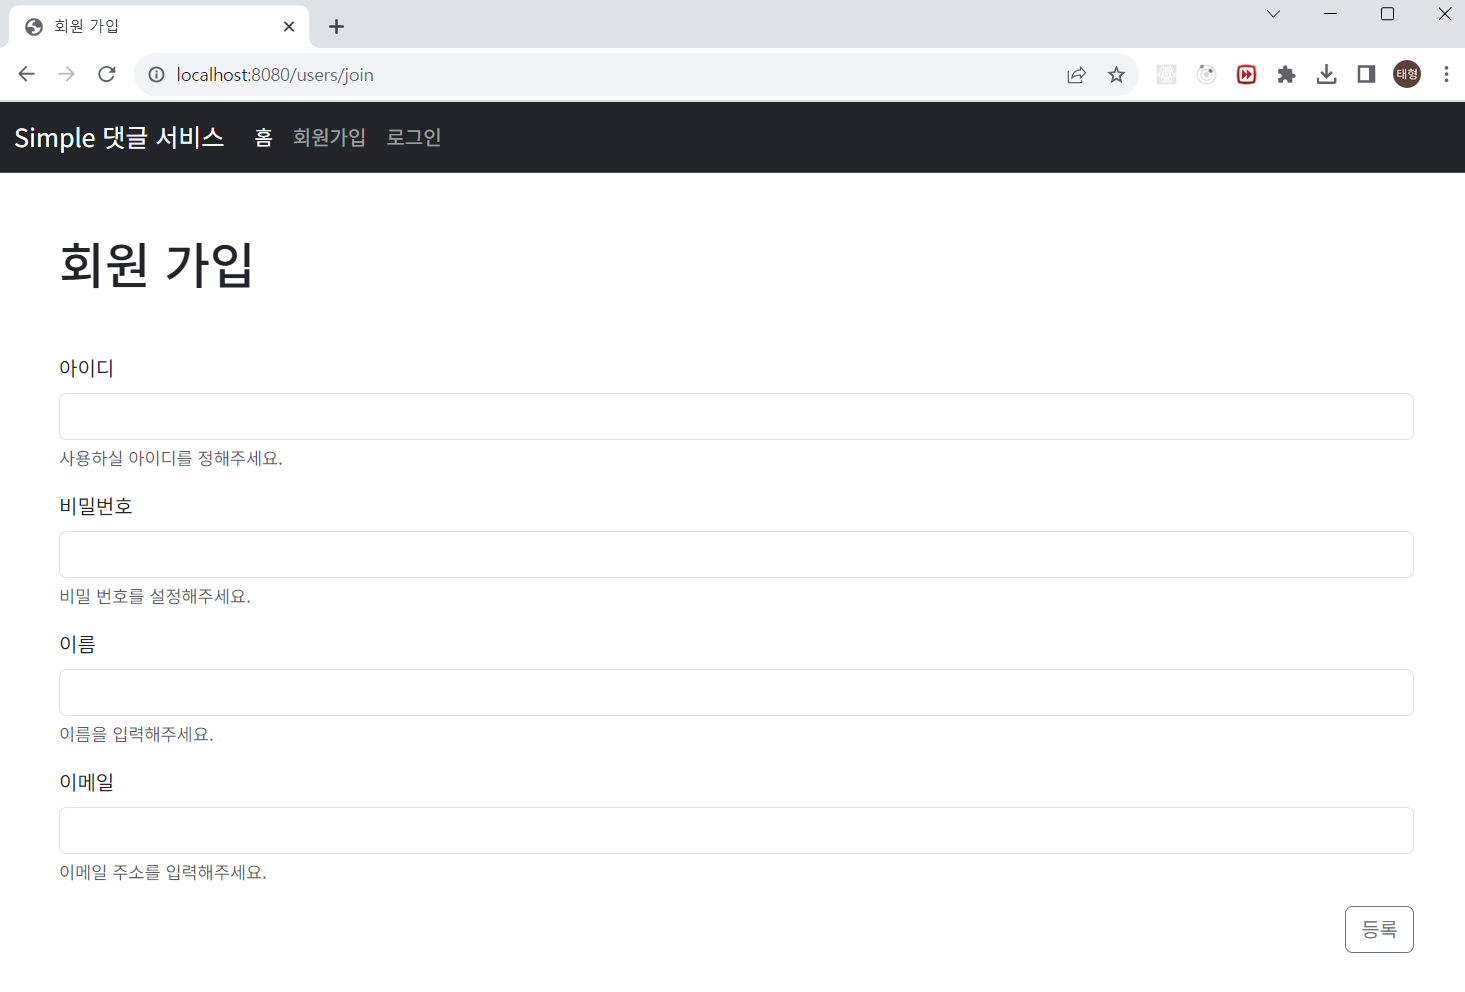 회원 가입
localhost:8080/users/join
태형
Simple 댓글 서비스 홈 회원가입 로그인
회원 가입
아이디
사용하실 아이디를 정해주세요.
비밀번호
비밀 번호를 설정해주세요.
이름
이름을 입력해주세요.
이메일
이메일 주소를 입력해주세요.
등록